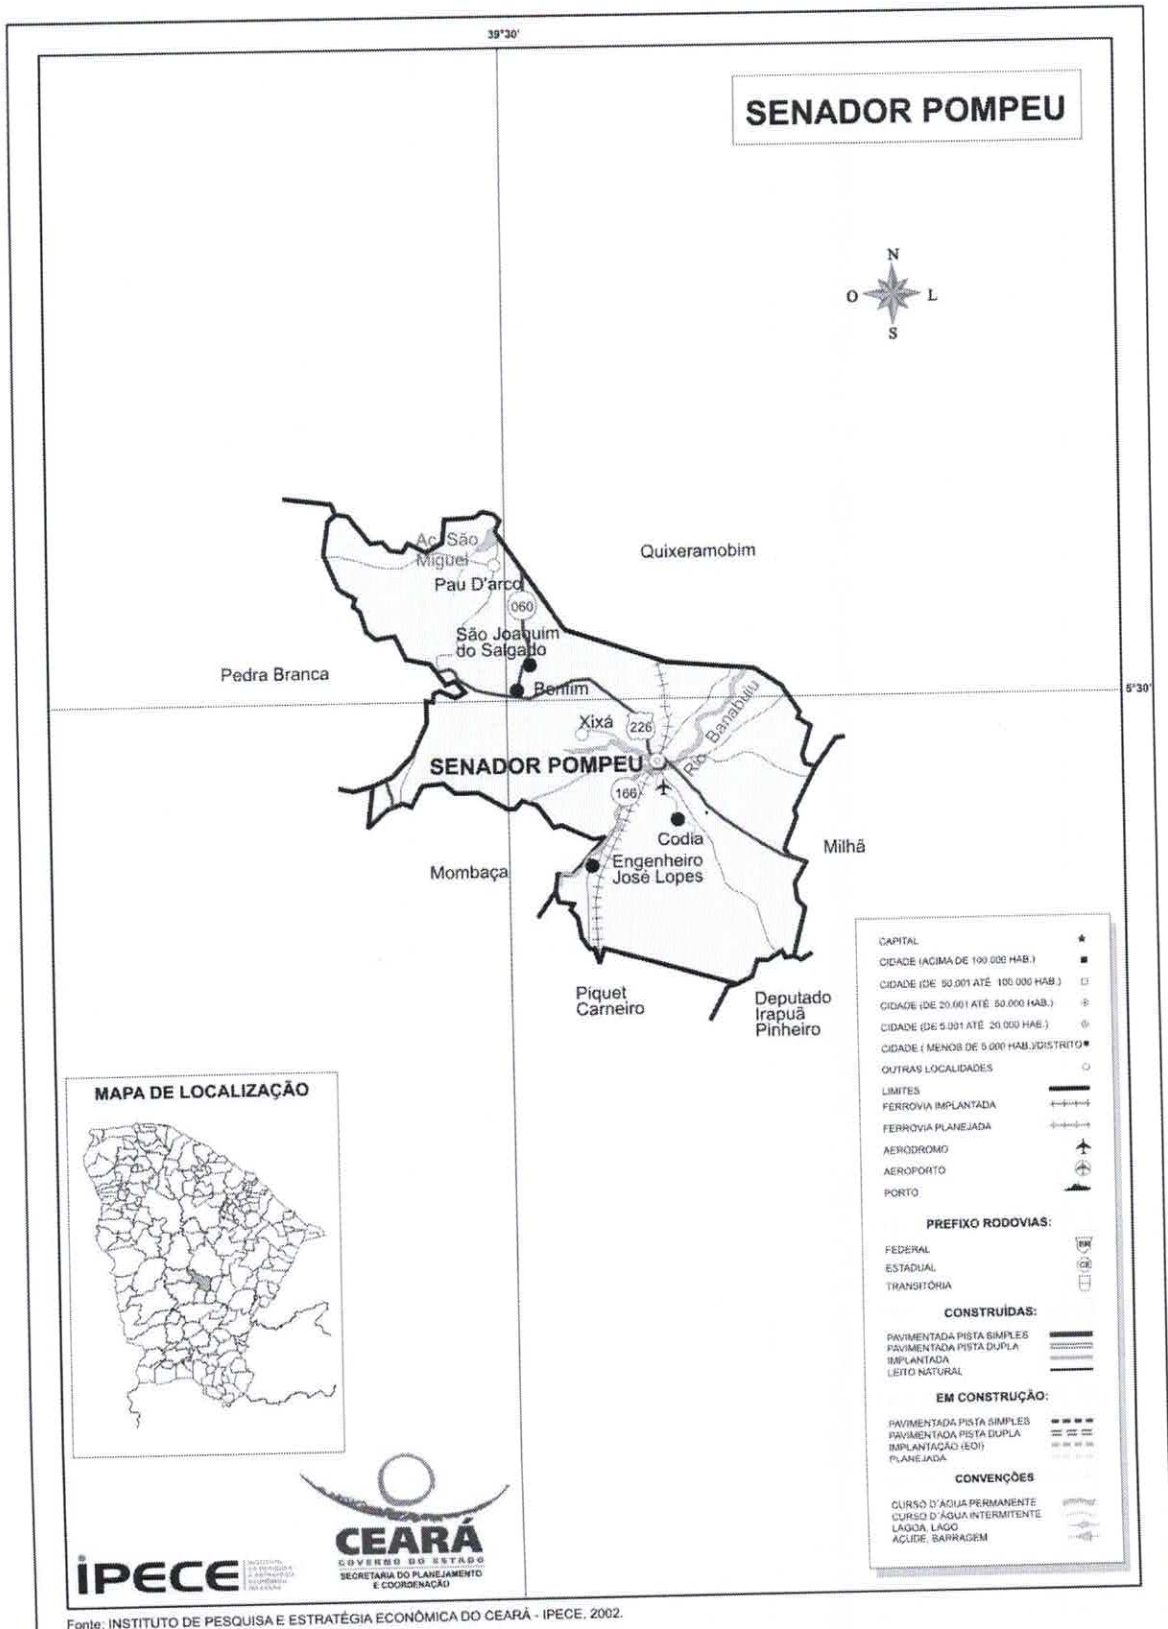 39°30'
SENADOR POMPEU
N
O
L
S
Aç. São
Miguel
Quixeramobim
Pau D'arco
060
São Joaquim
do Salgado
Pedra Branca
Bonfim
5°30'
Xixá
226
Rio Banabuiu
SENADOR POMPEU
166
Codia
Milhã
Mombaça
Engenheiro
José Lopes
Piquet
Carneiro
Deputado
Irapuã
Pinheiro
CAPITAL
CIDADE (ACIMA DE 100.000 HAB.)
CIDADE (DE 50.001 ATÉ 100.000 HAB.)
CIDADE (DE 20.001 ATÉ 50.000 HAB.)
CIDADE (DE 5.001 ATÉ 20.000 HAB.)
CIDADE ( MENOS DE 5.000 HAB.)/DISTRITO
OUTRAS LOCALIDADES
LIMITES
FERROVIA IMPLANTADA
FERROVIA PLANEJADA
AERÓDROMO
AEROPORTO
PORTO
PREFIXO RODOVIAS:
FEDERAL BR
ESTADUAL CE
TRANSITÓRIA
CONSTRUÍDAS:
PAVIMENTADA PISTA SIMPLES
PAVIMENTADA PISTA DUPLA
IMPLANTADA
LEITO NATURAL
EM CONSTRUÇÃO:
PAVIMENTADA PISTA SIMPLES
PAVIMENTADA PISTA DUPLA
IMPLANTAÇÃO (EOI)
PLANEJADA
CONVENÇÕES
CURSO D'ÁGUA PERMANENTE
CURSO D'ÁGUA INTERMITENTE
LAGOA, LAGO
AÇUDE, BARRAGEM
MAPA DE LOCALIZAÇÃO
iPECE
CEARÁ
GOVERNO DO ESTADO
SECRETARIA DO PLANEJAMENTO
E COORDENAÇÃO
Fonte: INSTITUTO DE PESQUISA E ESTRATÉGIA ECONÔMICA DO CEARÁ - IPECE, 2002.